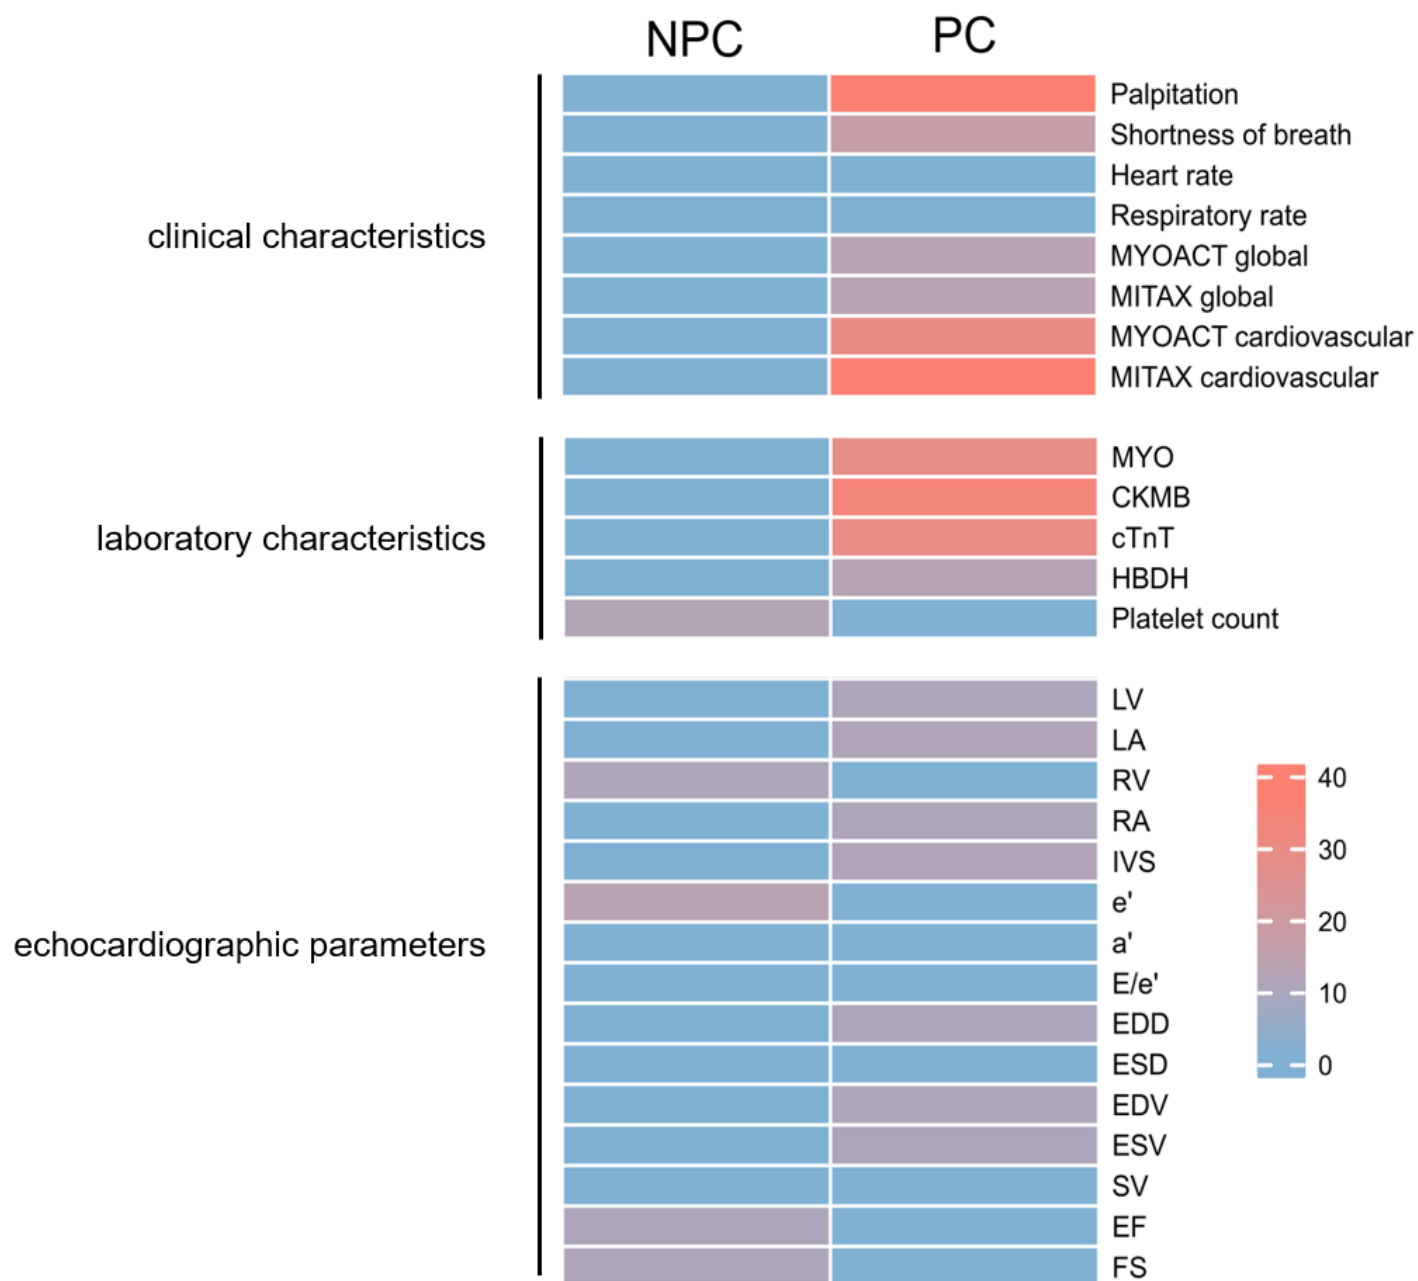 NPC PC
clinical characteristics
Palpitation
Shortness of breath
Heart rate
Respiratory rate
MYOACT global
MITAX global
MYOACT cardiovascular
MITAX cardiovascular
laboratory characteristics
MYO
CKMB
cTnT
HBDH
Platelet count
echocardiographic parameters
LV
LA
RV
RA
IVS
e'
a'
E/e'
EDD
ESD
EDV
ESV
SV
EF
FS
40
30
20
10
0